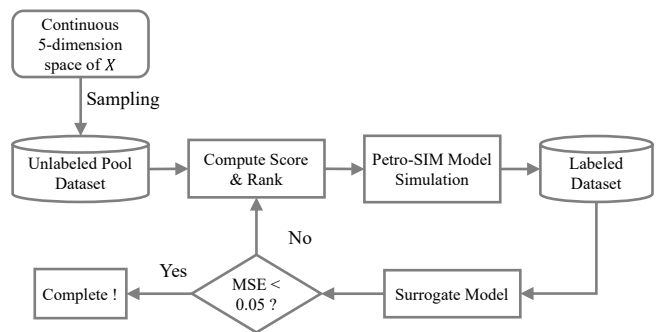 Continuous
5-dimension
space of X
Sampling
Unlabeled Pool
Dataset
Compute Score
& Rank
Petro-SIM Model
Simulation
Labeled
Dataset
No
Yes
Complete !
MSE <
0.05 ?
Surrogate Model